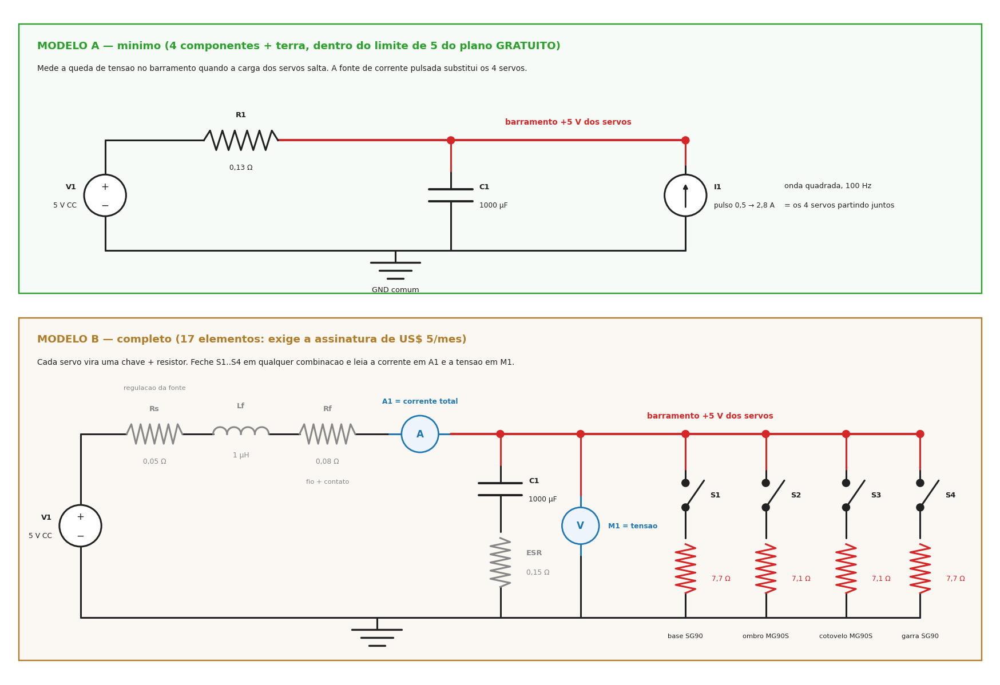 MODELO A — minimo (4 componentes + terra, dentro do limite de 5 do plano GRATUITO)
Mede a queda de tensao no barramento quando a carga dos servos salta. A fonte de corrente pulsada substitui os 4 servos.
R1
0,13 Ω
barramento +5 V dos servos
V1
5 V CC
+
−
C1
1000 µF
I1
pulso 0,5 → 2,8 A
onda quadrada, 100 Hz
= os 4 servos partindo juntos
GND comum
MODELO B — completo (17 elementos: exige a assinatura de US$ 5/mes)
Cada servo vira uma chave + resistor. Feche S1..S4 em qualquer combinacao e leia a corrente em A1 e a tensao em M1.
regulacao da fonte
Rs
0,05 Ω
Lf
1 µH
Rf
0,08 Ω
fio + contato
A1 = corrente total
A
barramento +5 V dos servos
V1
5 V CC
+
−
C1
1000 µF
ESR
0,15 Ω
V
M1 = tensao
S1
S2
S3
S4
7,7 Ω
7,1 Ω
7,1 Ω
7,7 Ω
base SG90
ombro MG90S
cotovelo MG90S
garra SG90